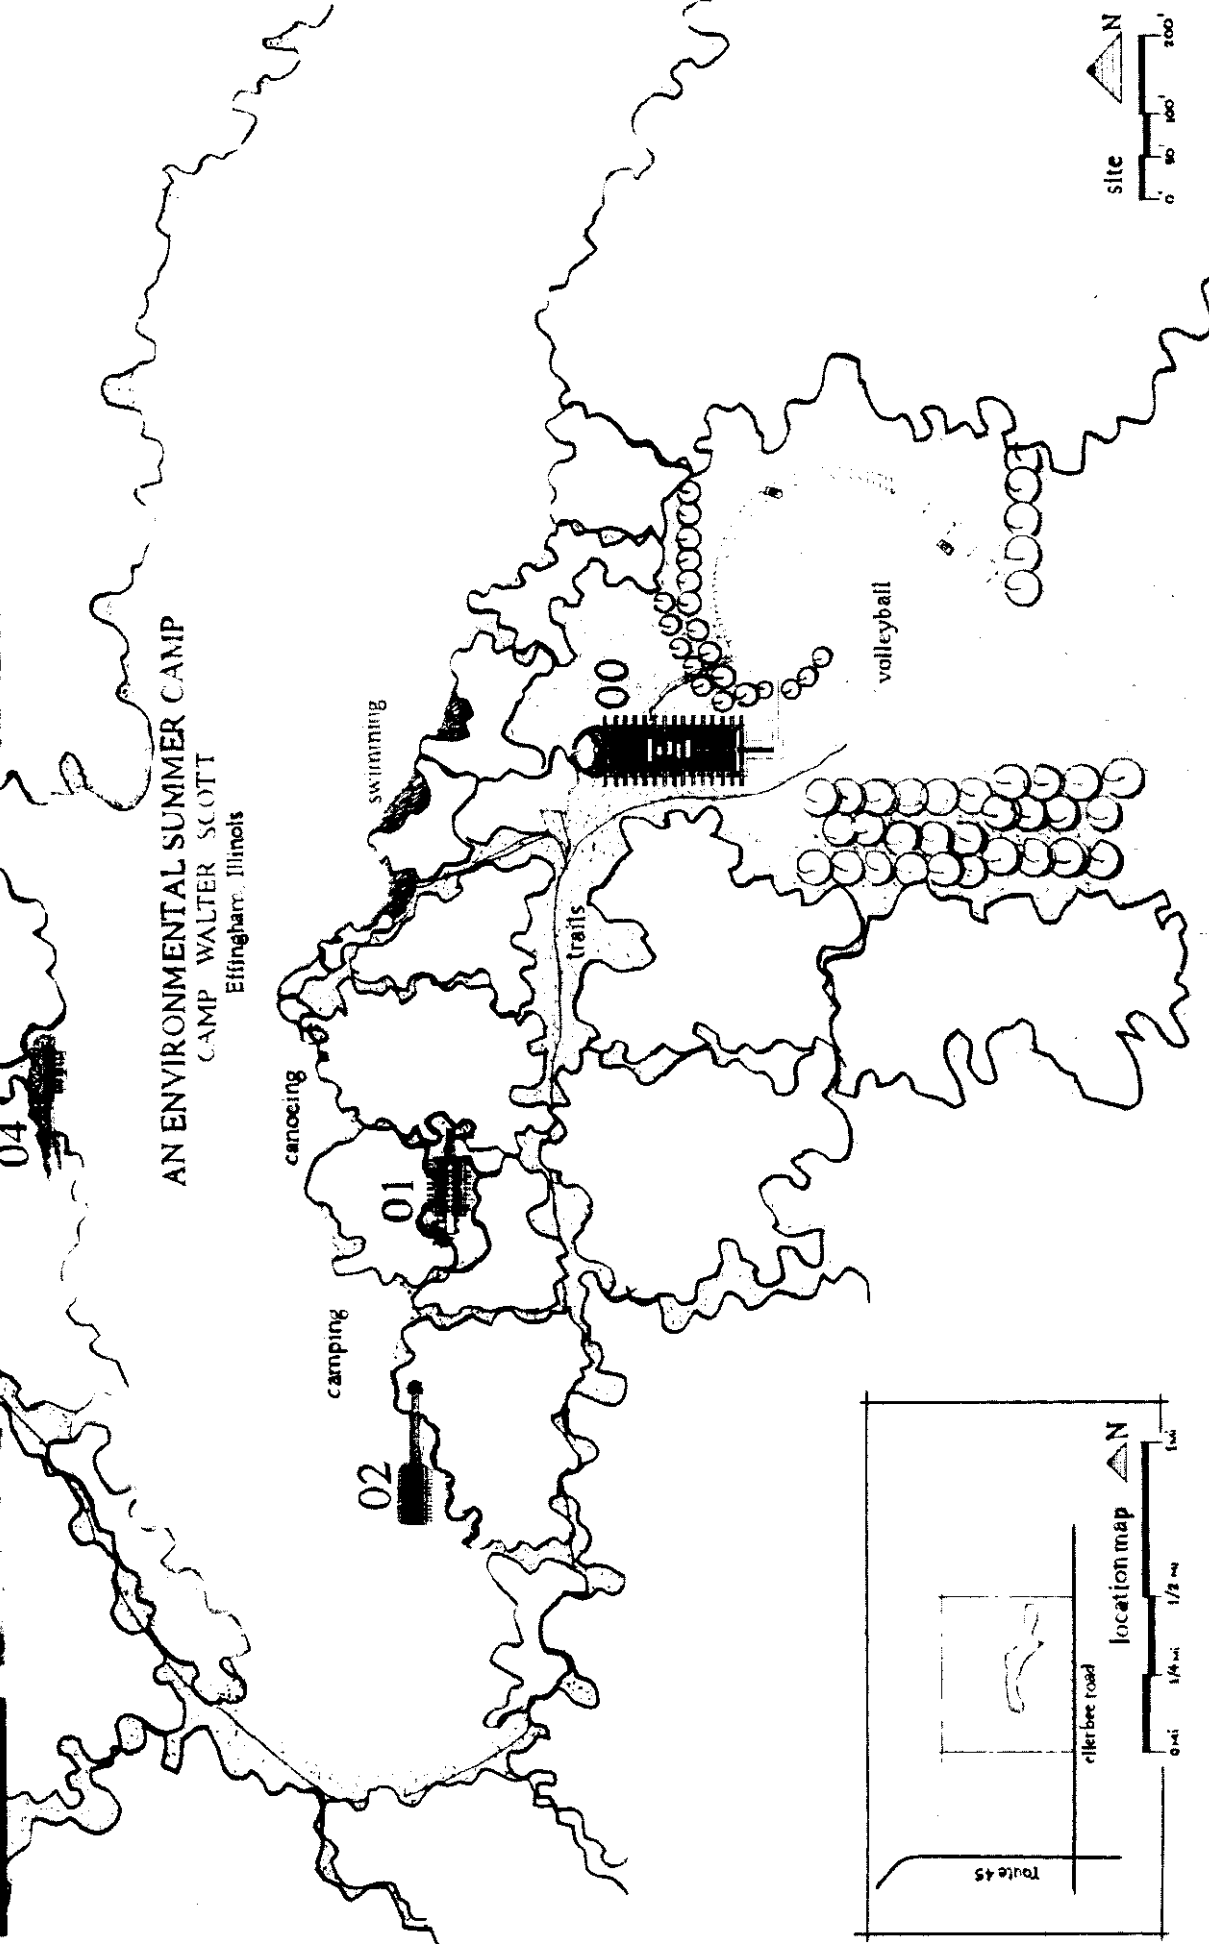 AN ENVIRONMENTAL SUMMER CAMP
CAMP WALTER SCOTT
Effingham, Illinois
04
swimming
canoeing
01
camping
02
00
trails
volleyball
site
N
0' 50' 100' 200'
route 45
ellerbee road
location map
N
0 mi 1/4 mi 1/2 mi 1 mi